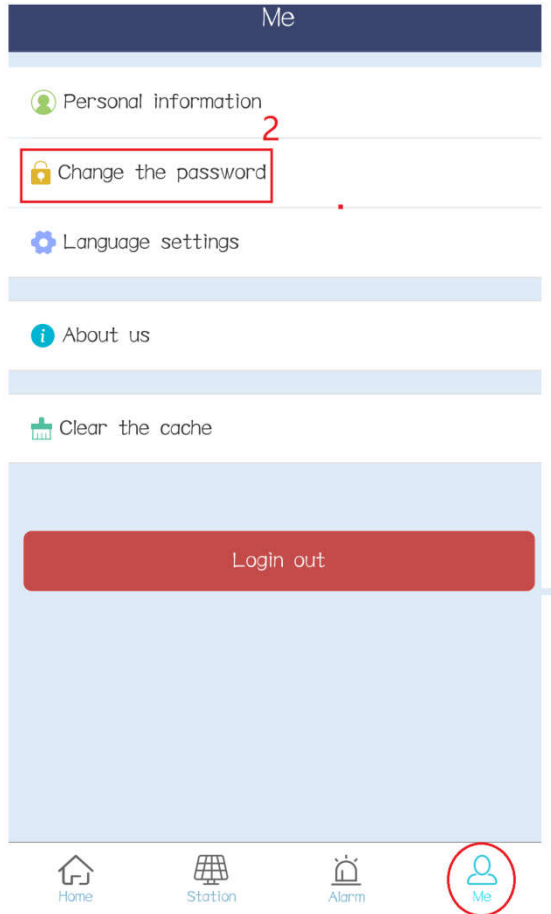 Me
Personal information
2
Change the password
Language settings
About us
Clear the cache
Login out
Home Station Alarm Me